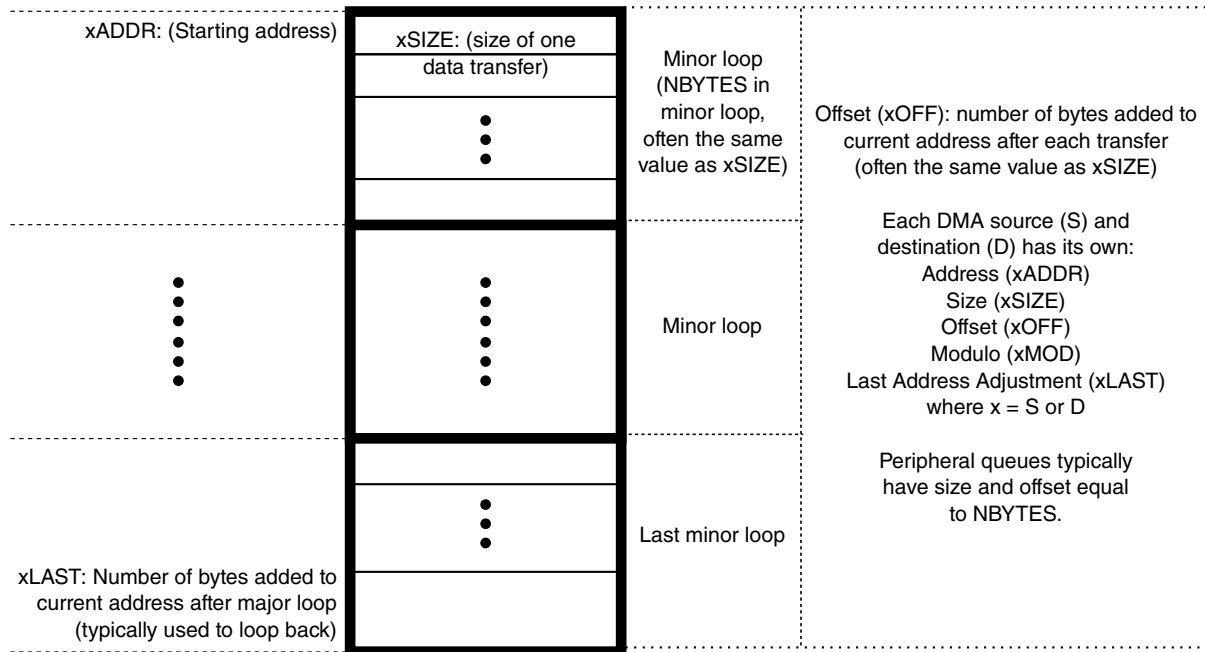 xADDR: (Starting address)
xSIZE: (size of one
data transfer)
Minor loop
(NBYTES in
minor loop,
often the same
value as xSIZE)
Offset (xOFF): number of bytes added to
current address after each transfer
(often the same value as xSIZE)
Each DMA source (S) and
destination (D) has its own:
Address (xADDR)
Size (xSIZE)
Offset (xOFF)
Modulo (xMOD)
Last Address Adjustment (xLAST)
where x = S or D
Peripheral queues typically
have size and offset equal
to NBYTES.
Minor loop
Last minor loop
xLAST: Number of bytes added to
current address after major loop
(typically used to loop back)